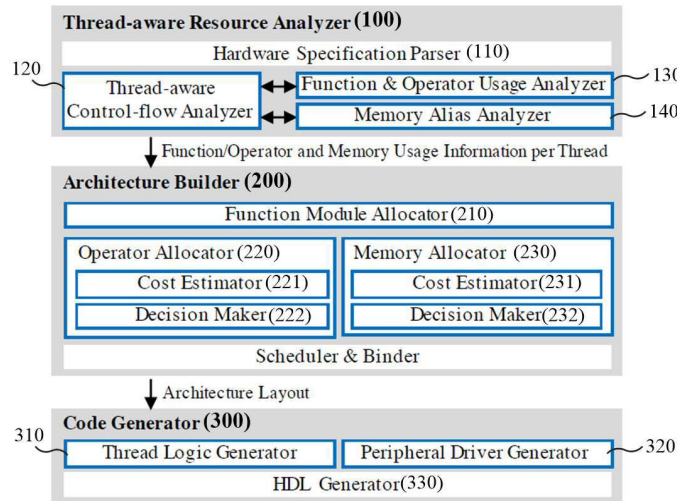 Thread-aware Resource Analyzer (100)
Hardware Specification Parser (110)
120
Thread-aware
Control-flow Analyzer
Function & Operator Usage Analyzer
130
Memory Alias Analyzer
140
Function/Operator and Memory Usage Information per Thread
Architecture Builder (200)
Function Module Allocator (210)
Operator Allocator (220)
Cost Estimator (221)
Decision Maker (222)
Memory Allocator (230)
Cost Estimator (231)
Decision Maker (232)
Scheduler & Binder
Architecture Layout
Code Generator (300)
310
Thread Logic Generator
Peripheral Driver Generator
320
HDL Generator(330)